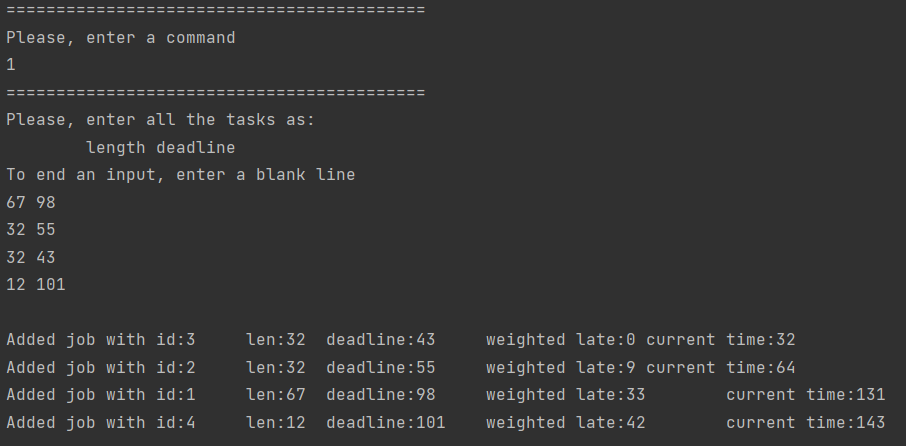 ==========================================
Please, enter a command
1
==========================================
Please, enter all the tasks as:
        length deadline
To end an input, enter a blank line
67 98
32 55
32 43
12 101

Added job with id:3     len:32  deadline:43     weighted late:0 current time:32
Added job with id:2     len:32  deadline:55     weighted late:9 current time:64
Added job with id:1     len:67  deadline:98     weighted late:33        current time:131
Added job with id:4     len:12  deadline:101    weighted late:42        current time:143